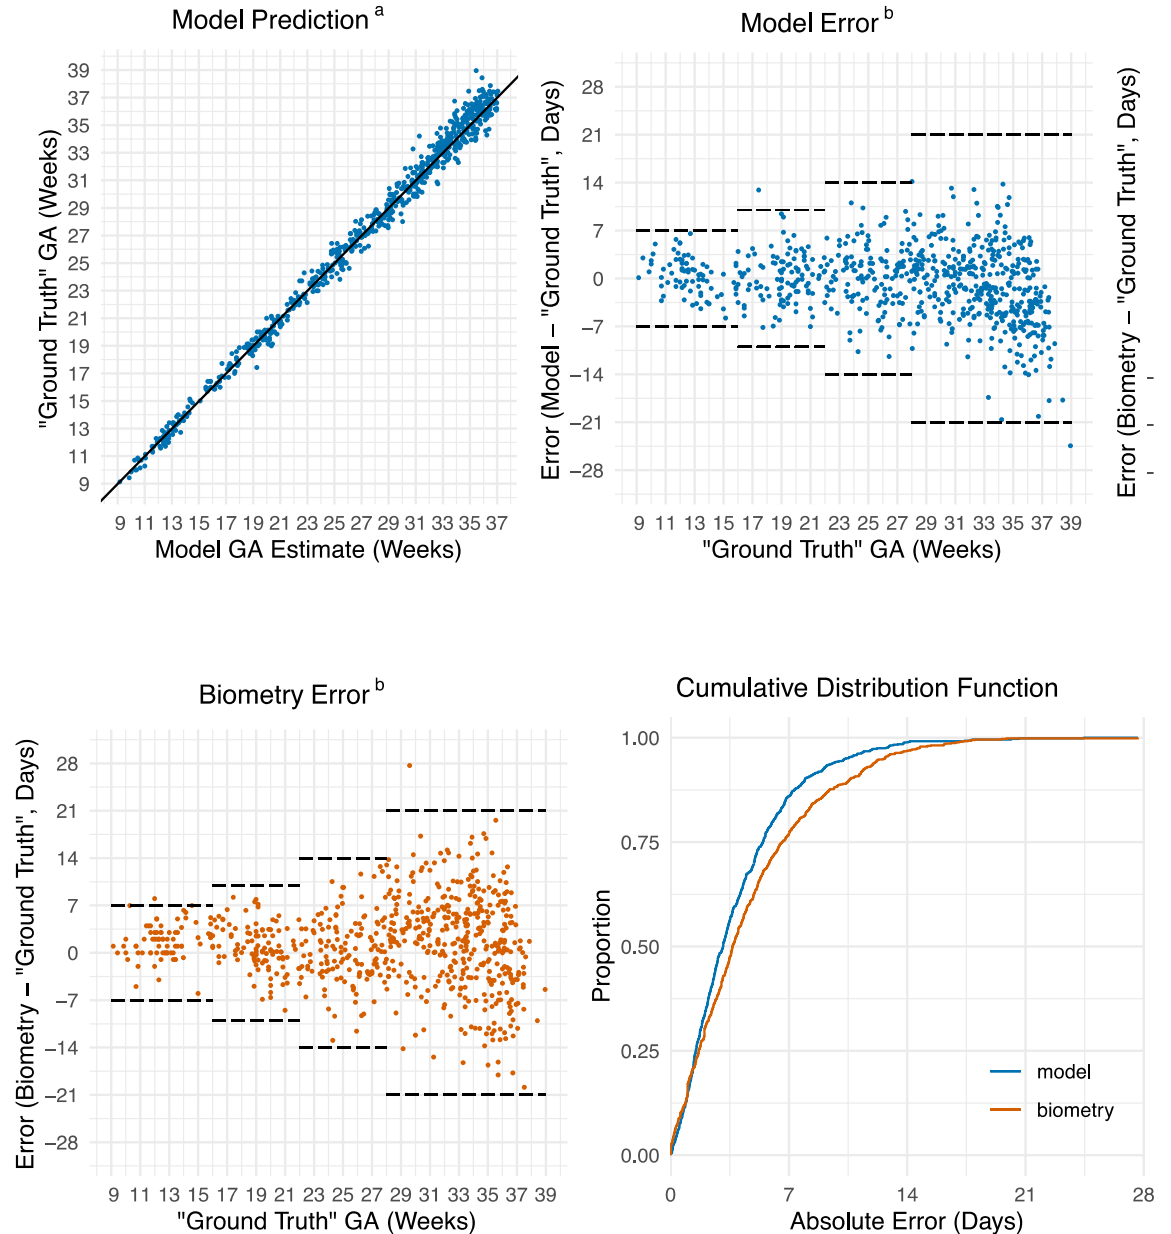 Model Prediction a
"Ground Truth" GA (Weeks)
39
37
35
33
31
29
27
25
23
21
19
17
15
13
11
9
9 11 13 15 17 19 21 23 25 27 29 31 33 35 37
Model GA Estimate (Weeks)
Model Error b
Error (Model – "Ground Truth", Days)
28
21
14
7
0
−7
−14
−21
−28
9 11 13 15 17 19 21 23 25 27 29 31 33 35 37 39
"Ground Truth" GA (Weeks)
Error (Biometry – "Ground Truth", Days)
Biometry Error b
Error (Biometry – "Ground Truth", Days)
28
21
14
7
0
−7
−14
−21
−28
9 11 13 15 17 19 21 23 25 27 29 31 33 35 37 39
"Ground Truth" GA (Weeks)
Cumulative Distribution Function
Proportion
1.00
0.75
0.50
0.25
0.00
model
biometry
0 7 14 21 28
Absolute Error (Days)